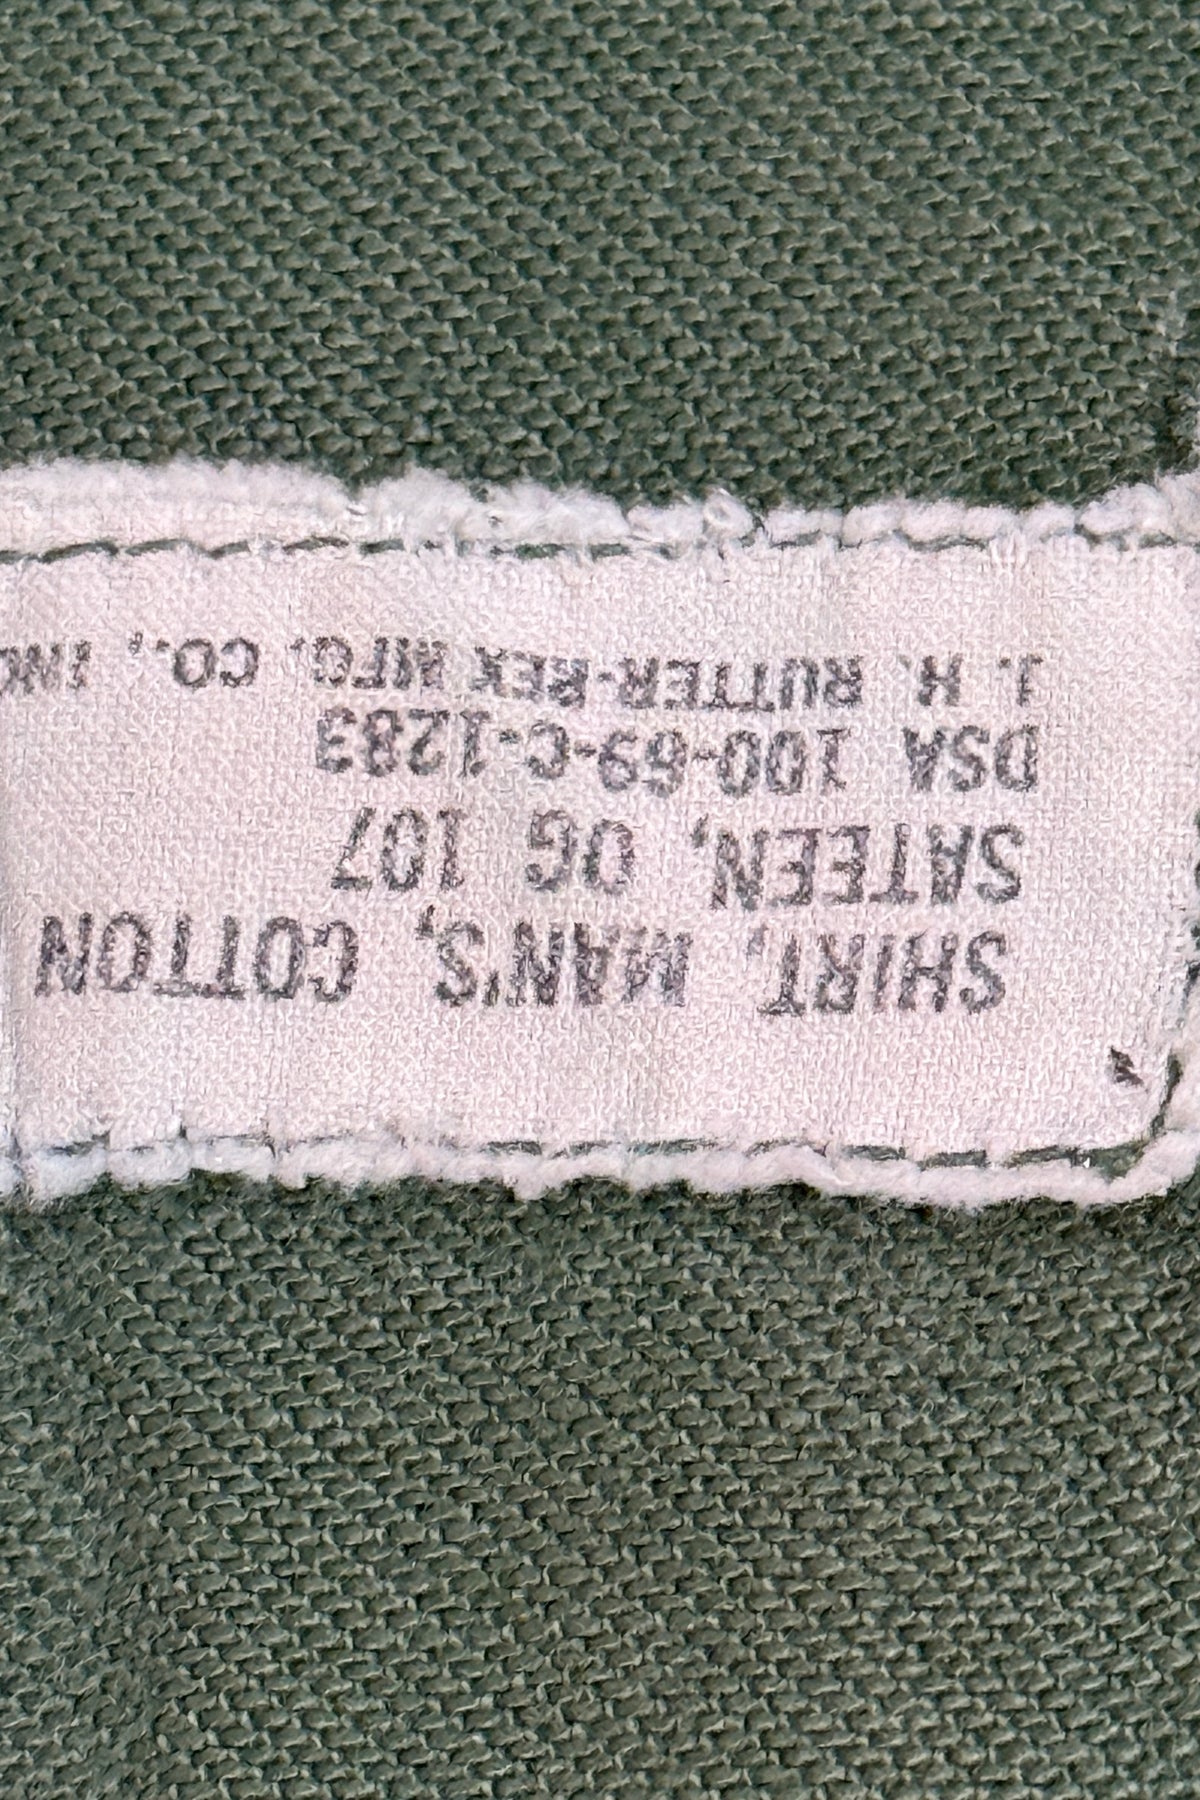 SHIRT, MAN'S, COTTON
SATEEN, OG 107
DSA 100-69-C-1283
J. H. RUTTER-REX MFG. CO., INC